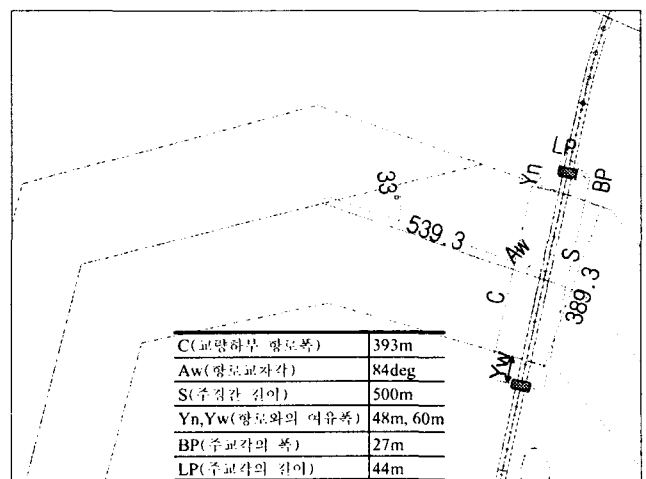 LP
Yn
BP
33°
539.3
Aw
S
C
389.3
Yw
C(교량하부 항로폭) 393m
Aw(항로교차각) 84deg
S(주경간 길이) 500m
Yn,Yw(항로와의 여유폭) 48m, 60m
BP(주교각의 폭) 27m
LP(주교각의 길이) 44m